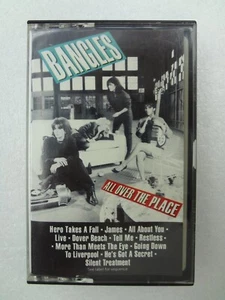 BANGLES
ALL OVER THE PLACE
Hero Takes A Fall · James · All About You ·
Live · Dover Beach · Tell Me · Restless ·
More Than Meets The Eye · Going Down
To Liverpool · He's Got A Secret ·
Silent Treatment